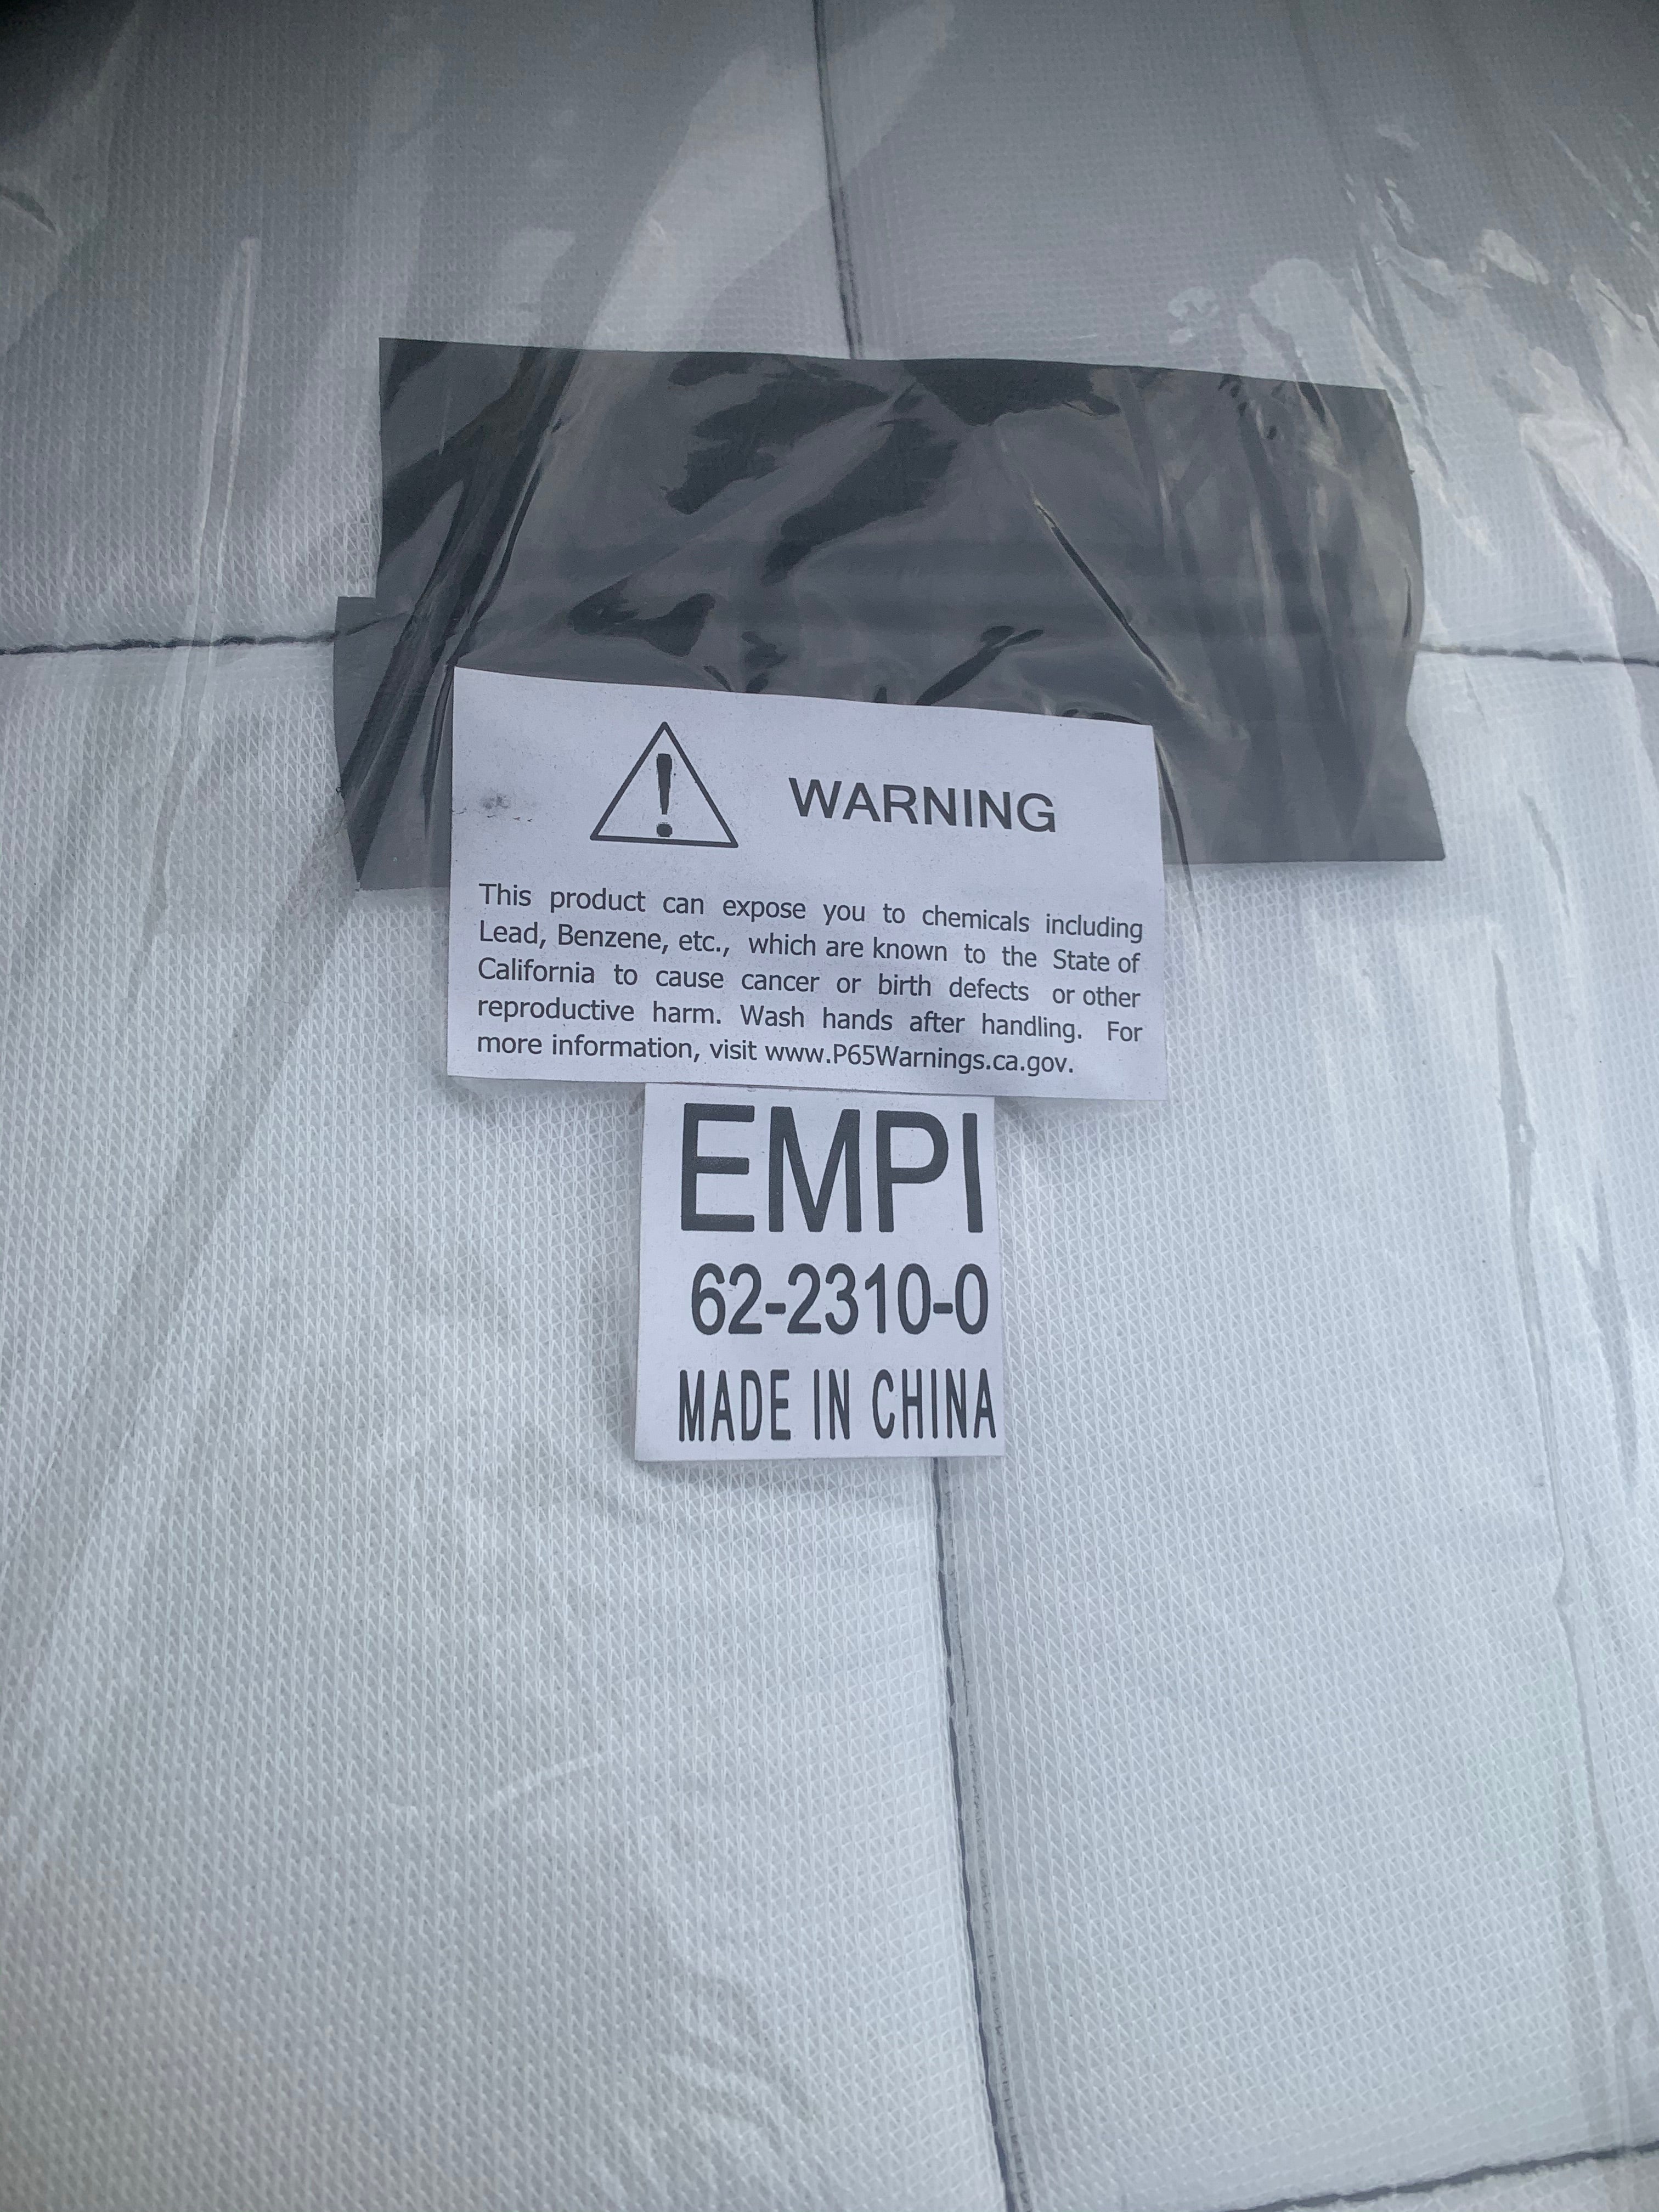 WARNING
This product can expose you to chemicals including
Lead, Benzene, etc., which are known to the State of
California to cause cancer or birth defects or other
reproductive harm. Wash hands after handling. For
more information, visit www.P65Warnings.ca.gov.
EMPI
62-2310-0
MADE IN CHINA